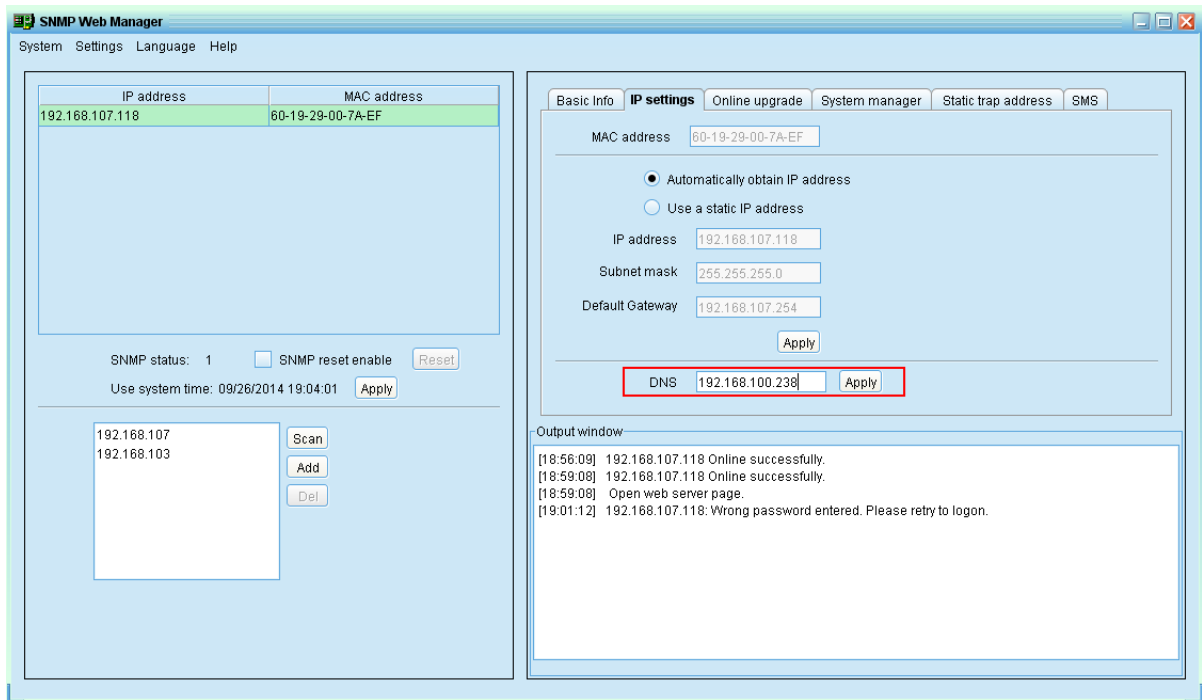 SNMP Web Manager
System Settings Language Help
IP address MAC address
192.168.107.118 60-19-29-00-7A-EF
SNMP status: 1 SNMP reset enable Reset
Use system time: 09/26/2014 19:04:01 Apply
192.168.107
192.168.103
Scan
Add
Del
Basic Info IP settings Online upgrade System manager Static trap address SMS
MAC address 60-19-29-00-7A-EF
Automatically obtain IP address
Use a static IP address
IP address 192.168.107.118
Subnet mask 255.255.255.0
Default Gateway 192.168.107.254
Apply
DNS 192.168.100.238 Apply
Output window
[18:56:09] 192.168.107.118 Online successfully.
[18:59:08] 192.168.107.118 Online successfully.
[18:59:08] Open web server page.
[19:01:12] 192.168.107.118: Wrong password entered. Please retry to logon.